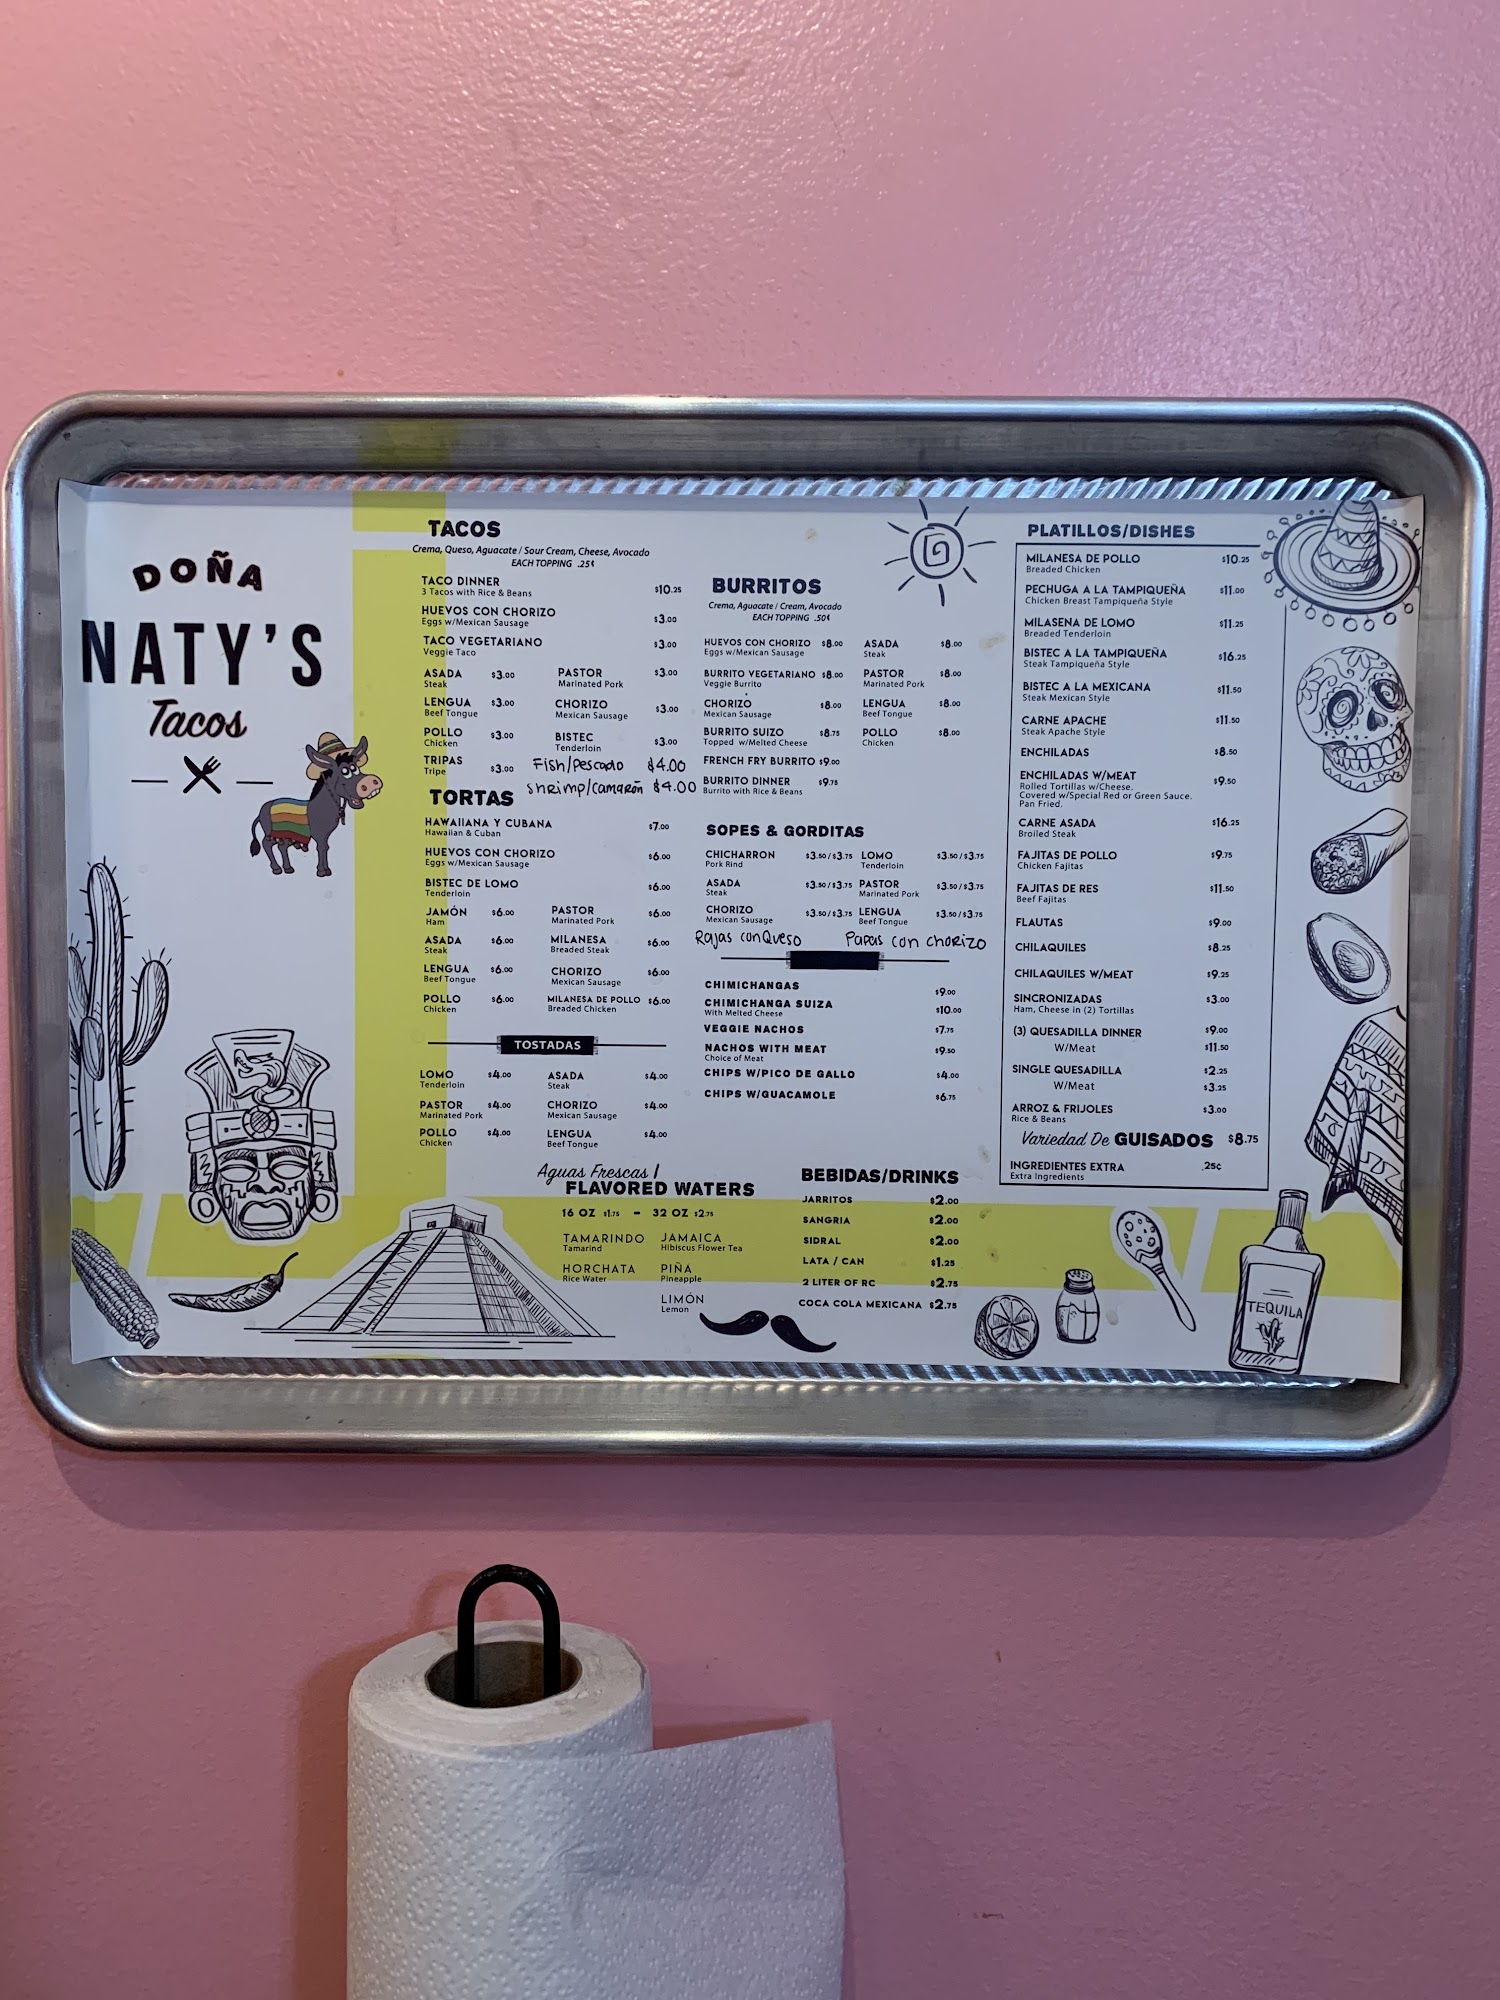 DOÑA
NATY'S
Tacos
TACOS
Crema, Queso, Aguacate / Sour Cream, Cheese, Avocado
EACH TOPPING .25¢
TACO DINNER $10.25
3 Tacos with Rice & Beans
HUEVOS CON CHORIZO $3.00
Eggs w/Mexican Sausage
TACO VEGETARIANO $3.00
Veggie Taco
ASADA $3.00 PASTOR $3.00
Steak Marinated Pork
LENGUA $3.00 CHORIZO $3.00
Beef Tongue Mexican Sausage
POLLO $3.00 BISTEC $3.00
Chicken Tenderloin
TRIPAS $3.00 Fish/Pescado $4.00
Tripe
shrimp/camarón $4.00
TORTAS
HAWAIIANA Y CUBANA $7.00
Hawaiian & Cuban
HUEVOS CON CHORIZO $6.00
Eggs w/Mexican Sausage
BISTEC DE LOMO $6.00
Tenderloin
JAMÓN $6.00 PASTOR $6.00
Ham Marinated Pork
ASADA $6.00 MILANESA $6.00
Steak Breaded Steak
LENGUA $6.00 CHORIZO $6.00
Beef Tongue Mexican Sausage
POLLO $6.00 MILANESA DE POLLO $6.00
Chicken Breaded Chicken
TOSTADAS
LOMO $4.00 ASADA $4.00
Tenderloin Steak
PASTOR $4.00 CHORIZO $4.00
Marinated Pork Mexican Sausage
POLLO $4.00 LENGUA $4.00
Chicken Beef Tongue
BURRITOS
Crema, Aguacate / Cream, Avocado
EACH TOPPING .50¢
HUEVOS CON CHORIZO $8.00 ASADA $8.00
Eggs w/Mexican Sausage Steak
BURRITO VEGETARIANO $8.00 PASTOR $8.00
Veggie Burrito Marinated Pork
CHORIZO $8.00 LENGUA $8.00
Mexican Sausage Beef Tongue
BURRITO SUIZO $8.75 POLLO $8.00
Topped w/Melted Cheese Chicken
FRENCH FRY BURRITO $9.00
BURRITO DINNER $9.75
Burrito with Rice & Beans
SOPES & GORDITAS
CHICHARRON $3.50/$3.75 LOMO $3.50/$3.75
Pork Rind Tenderloin
ASADA $3.50/$3.75 PASTOR $3.50/$3.75
Steak Marinated Pork
CHORIZO $3.50/$3.75 LENGUA $3.50/$3.75
Mexican Sausage Beef Tongue
Rajas con Queso Papas con chorizo
CHIMICHANGAS $9.00
CHIMICHANGA SUIZA $10.00
With Melted Cheese
VEGGIE NACHOS $7.75
NACHOS WITH MEAT $9.50
Choice of Meat
CHIPS W/PICO DE GALLO $4.00
CHIPS W/GUACAMOLE $6.75
Aguas Frescas /
FLAVORED WATERS
16 OZ $1.75 - 32 OZ $2.75
TAMARINDO JAMAICA
Tamarind Hibiscus Flower Tea
HORCHATA PIÑA
Rice Water Pineapple
LIMÓN
Lemon
BEBIDAS/DRINKS
JARRITOS $2.00
SANGRIA $2.00
SIDRAL $2.00
LATA / CAN $1.25
2 LITER OF RC $2.75
COCA COLA MEXICANA $2.75
PLATILLOS/DISHES
MILANESA DE POLLO $10.25
Breaded Chicken
PECHUGA A LA TAMPIQUEÑA $11.00
Chicken Breast Tampiqueña Style
MILASENA DE LOMO $11.25
Breaded Tenderloin
BISTEC A LA TAMPIQUEÑA $16.25
Steak Tampiqueña Style
BISTEC A LA MEXICANA $11.50
Steak Mexican Style
CARNE APACHE $11.50
Steak Apache Style
ENCHILADAS $8.50
ENCHILADAS W/MEAT $9.50
Rolled Tortillas w/Cheese.
Covered w/Special Red or Green Sauce.
Pan Fried.
CARNE ASADA $16.25
Broiled Steak
FAJITAS DE POLLO $9.75
Chicken Fajitas
FAJITAS DE RES $11.50
Beef Fajitas
FLAUTAS $9.00
CHILAQUILES $8.25
CHILAQUILES W/MEAT $9.25
SINCRONIZADAS $3.00
Ham, Cheese in (2) Tortillas
(3) QUESADILLA DINNER $9.00
W/Meat $11.50
SINGLE QUESADILLA $2.25
W/Meat $3.25
ARROZ & FRIJOLES $3.00
Rice & Beans
Variedad De GUISADOS $8.75
INGREDIENTES EXTRA .25¢
Extra Ingredients
TEQUILA